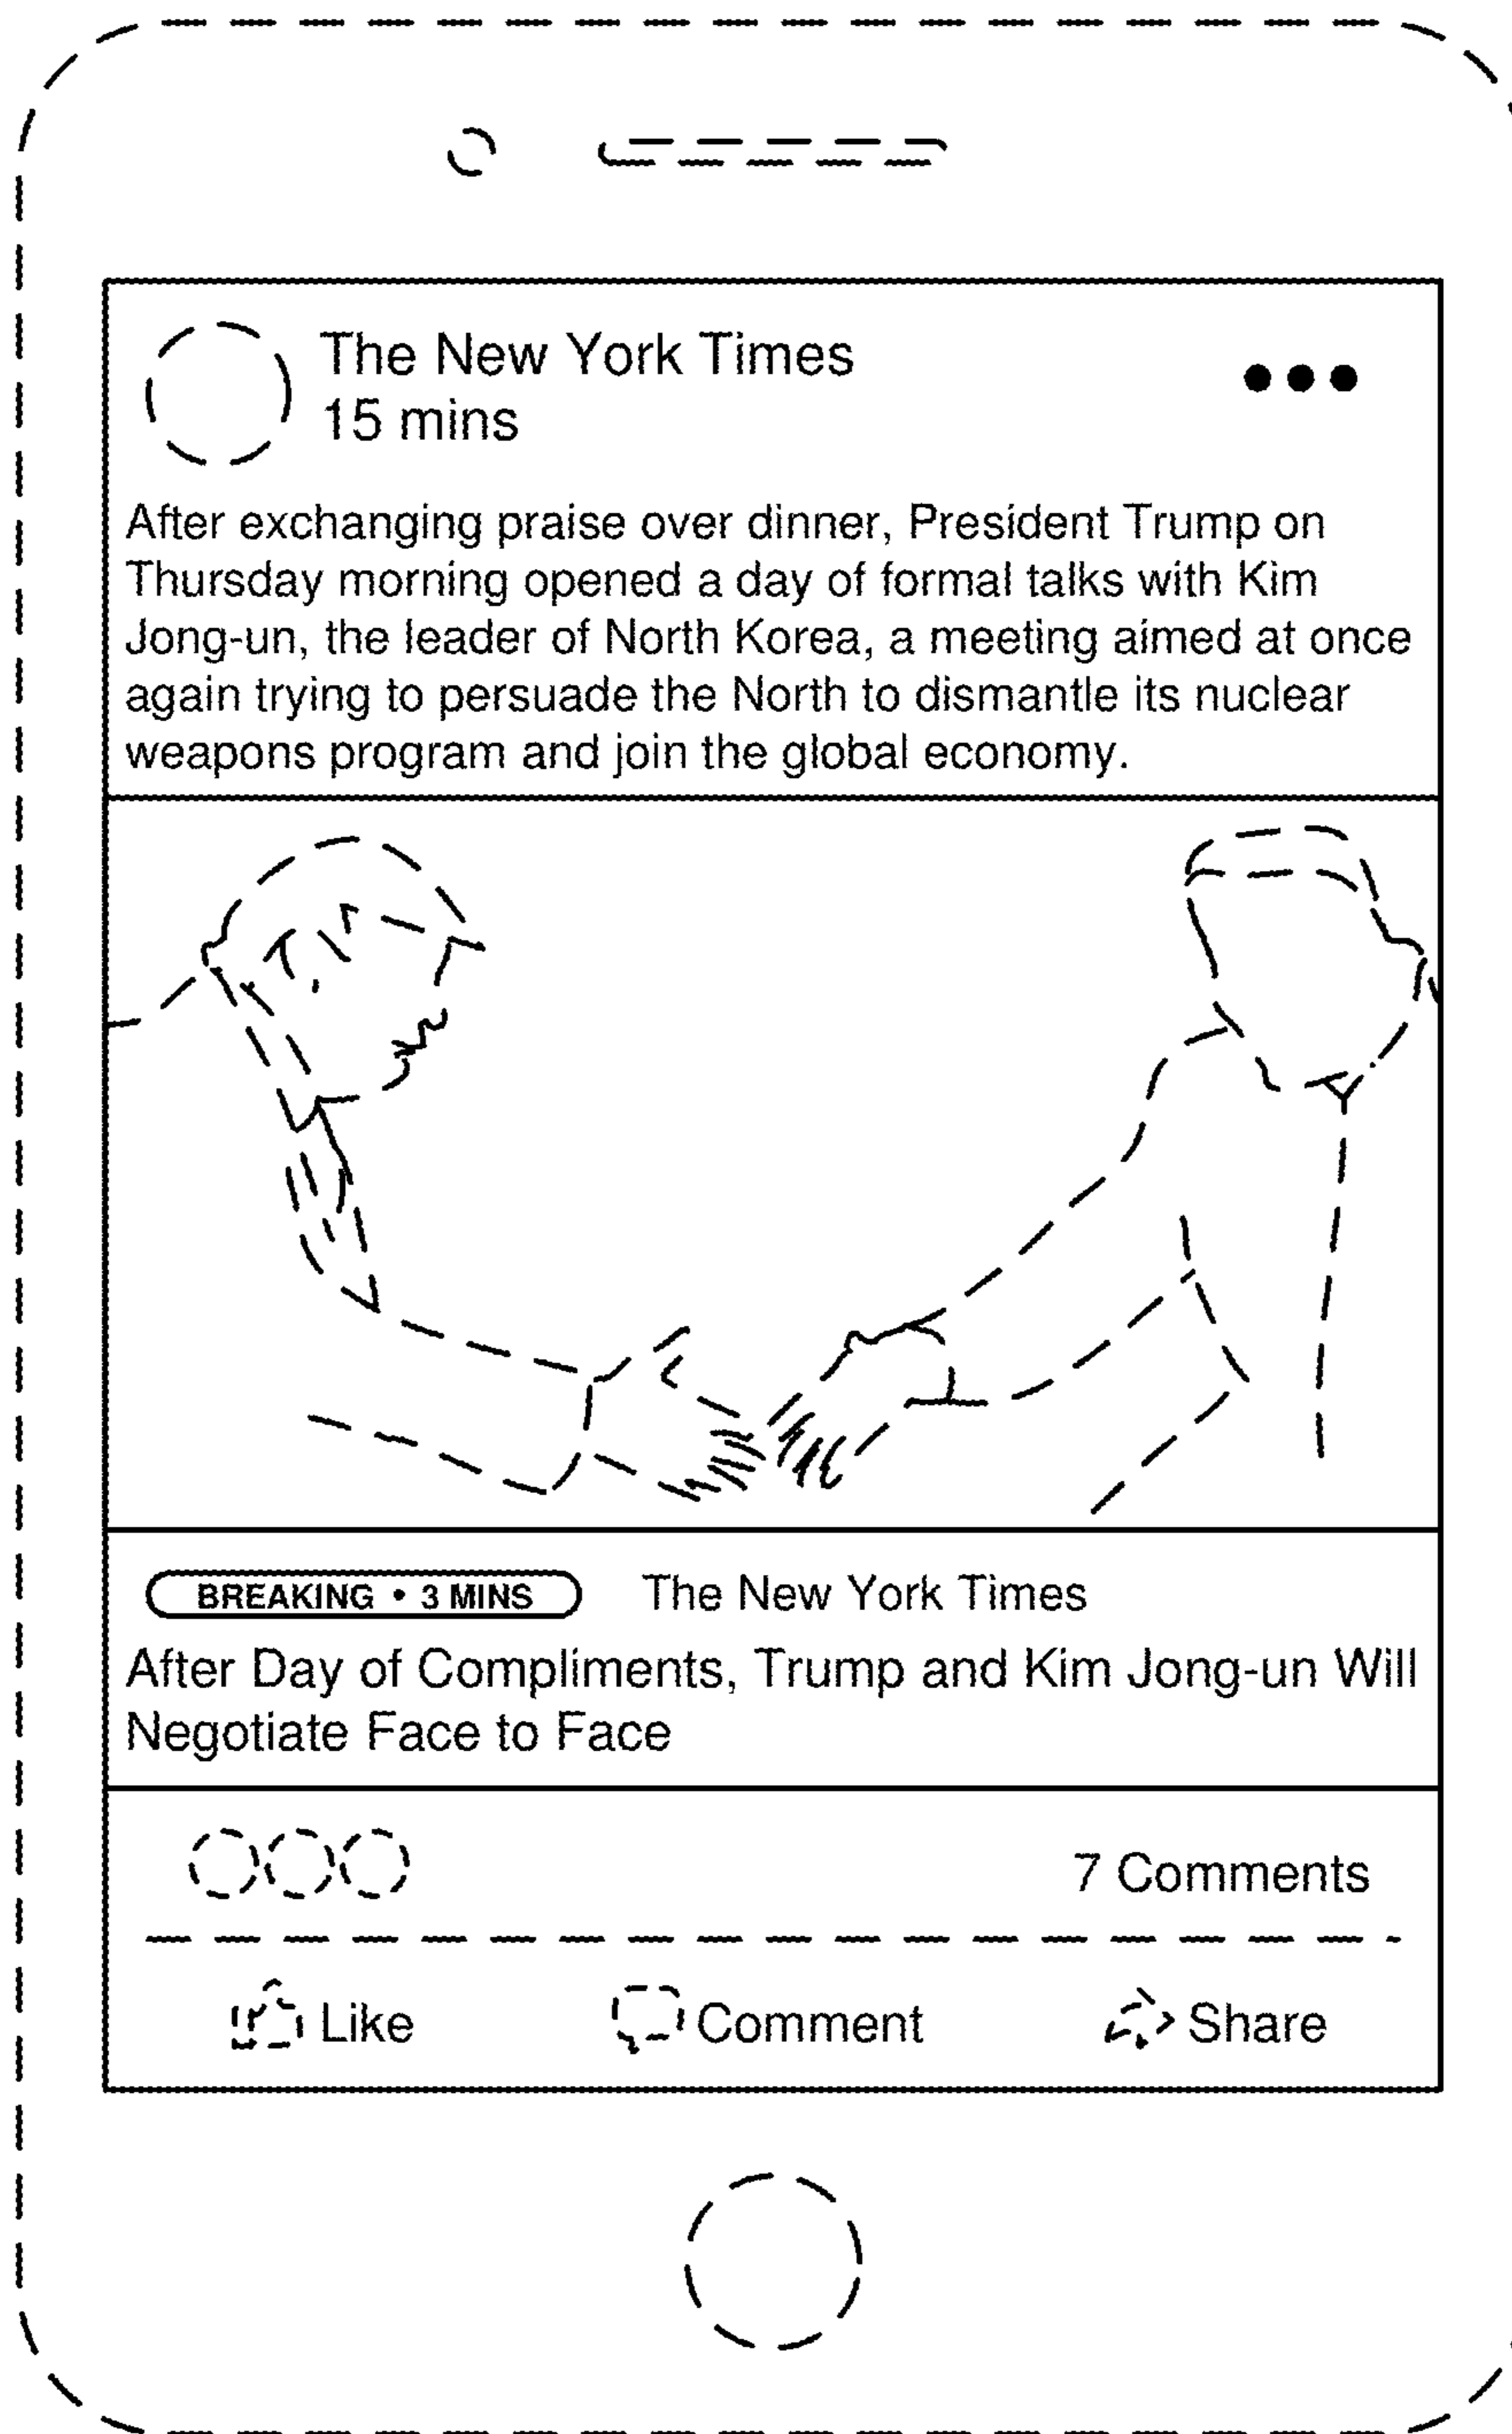 The New York Times
15 mins
After exchanging praise over dinner, President Trump on
Thursday morning opened a day of formal talks with Kim
Jong-un, the leader of North Korea, a meeting aimed at once
again trying to persuade the North to dismantle its nuclear
weapons program and join the global economy.
BREAKING • 3 MINS The New York Times
After Day of Compliments, Trump and Kim Jong-un Will
Negotiate Face to Face
7 Comments
Like Comment Share